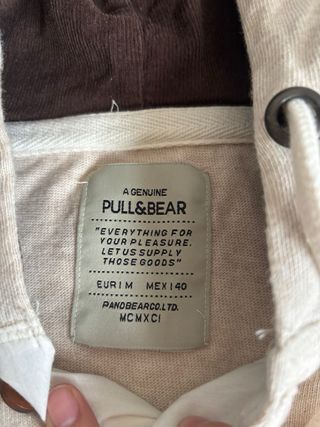 A GENUINE
PULL&BEAR
"EVERYTHING FOR
YOUR PLEASURE.
LET US SUPPLY
THOSE GOODS"
EUR I M MEX I 40
PANDBEARCO.LTD.
MCMXCI